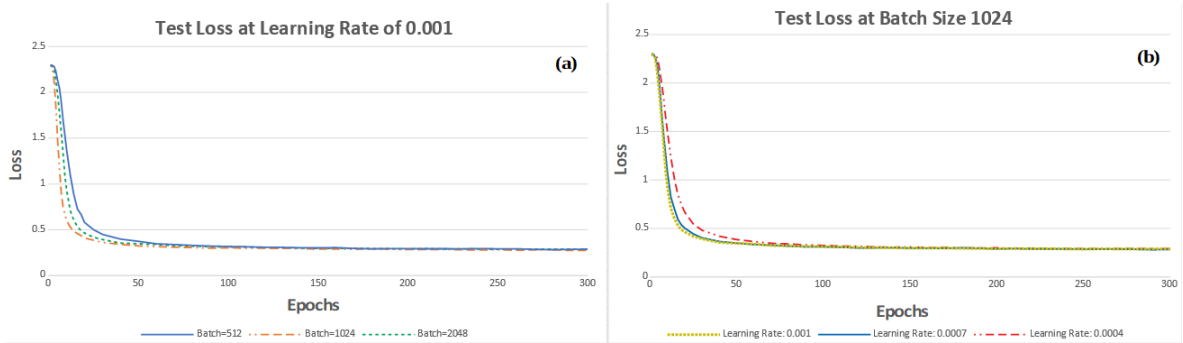 Test Loss at Learning Rate of 0.001
(a)
2.5
2
1.5
1
0.5
0
Loss
0 50 100 150 200 250 300
Epochs
Batch=512 Batch=1024 Batch=2048
Test Loss at Batch Size 1024
(b)
2.5
2
1.5
1
0.5
0
Loss
0 50 100 150 200 250 300
Epochs
Learning Rate: 0.001 Learning Rate: 0.0007 Learning Rate: 0.0004